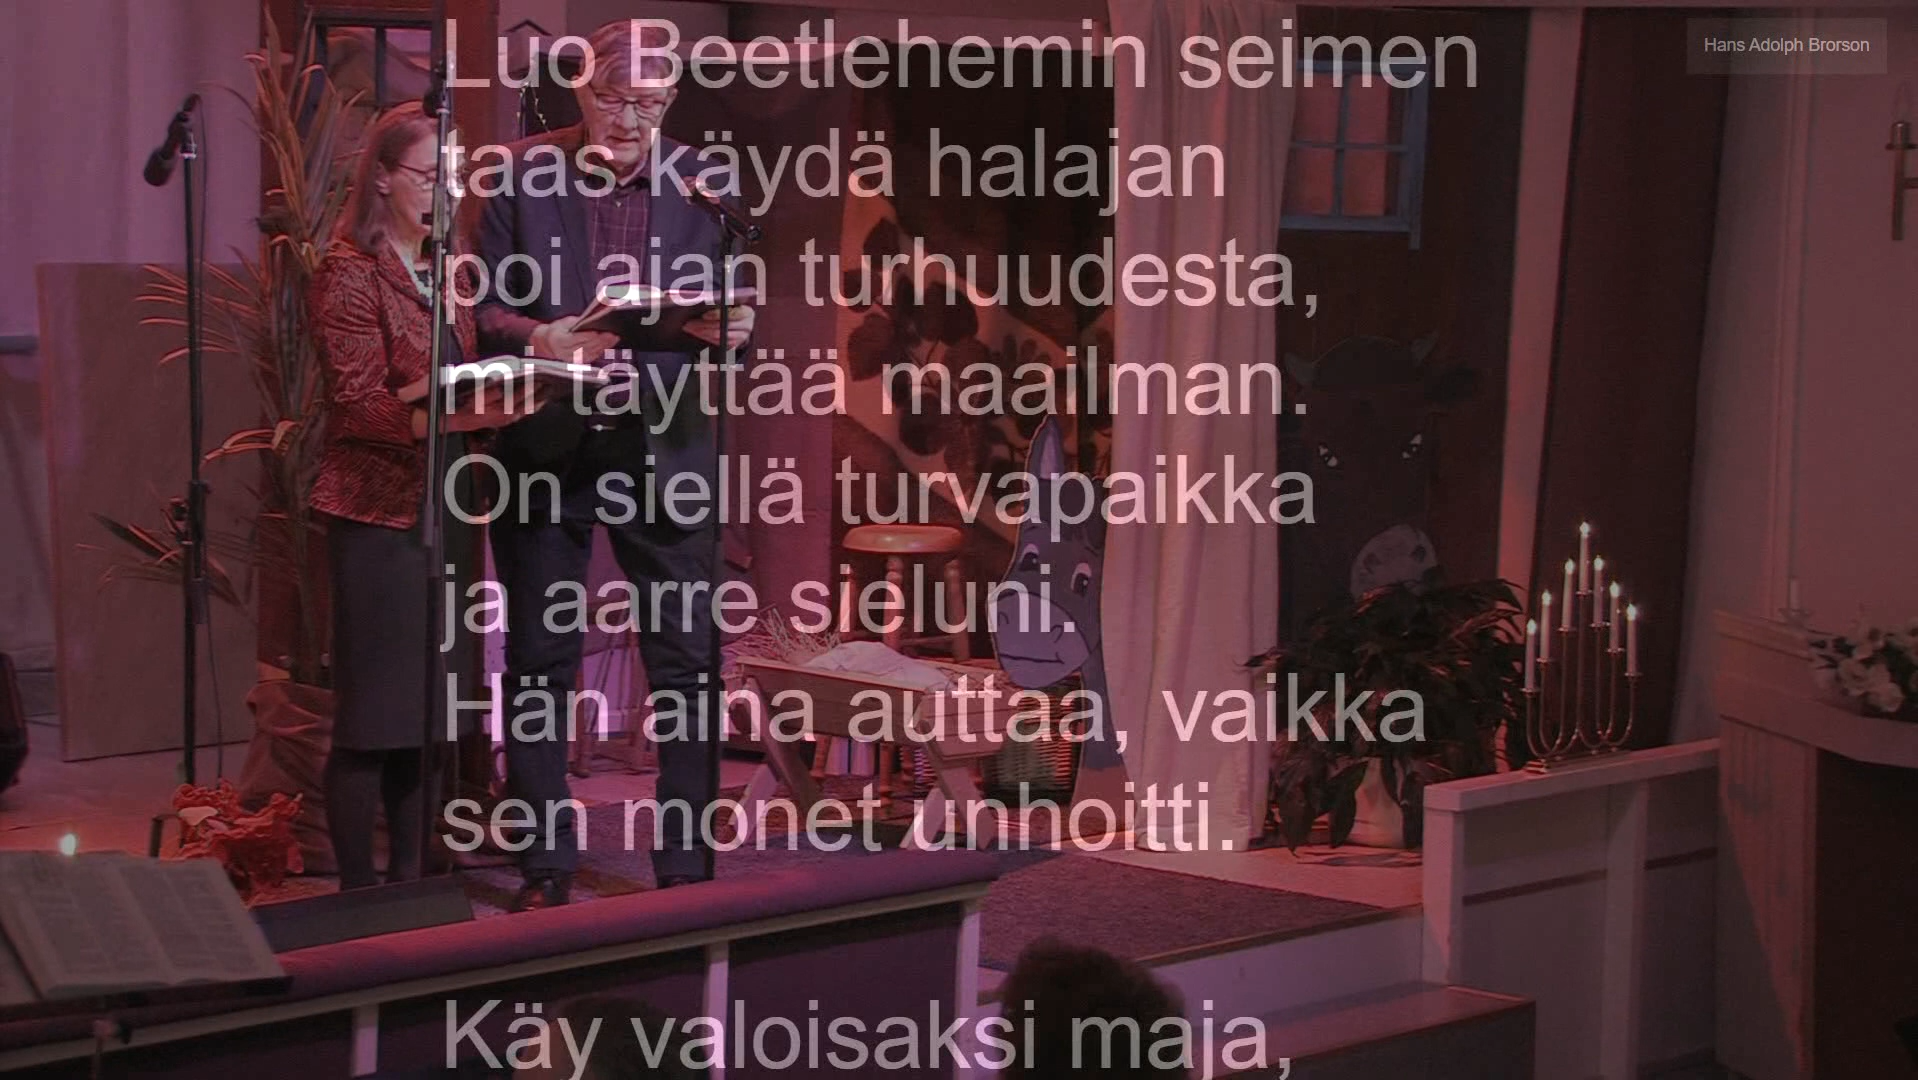 Hans Adolph Brorson
Luo Beetlehemin seimen
taas käydä halajan
poi ajan turhuudesta,
mi täyttää maailman.
On siellä turvapaikka
ja aarre sieluni.
Hän aina auttaa, vaikka
sen monet unhoitti.
Käy valoisaksi maja,